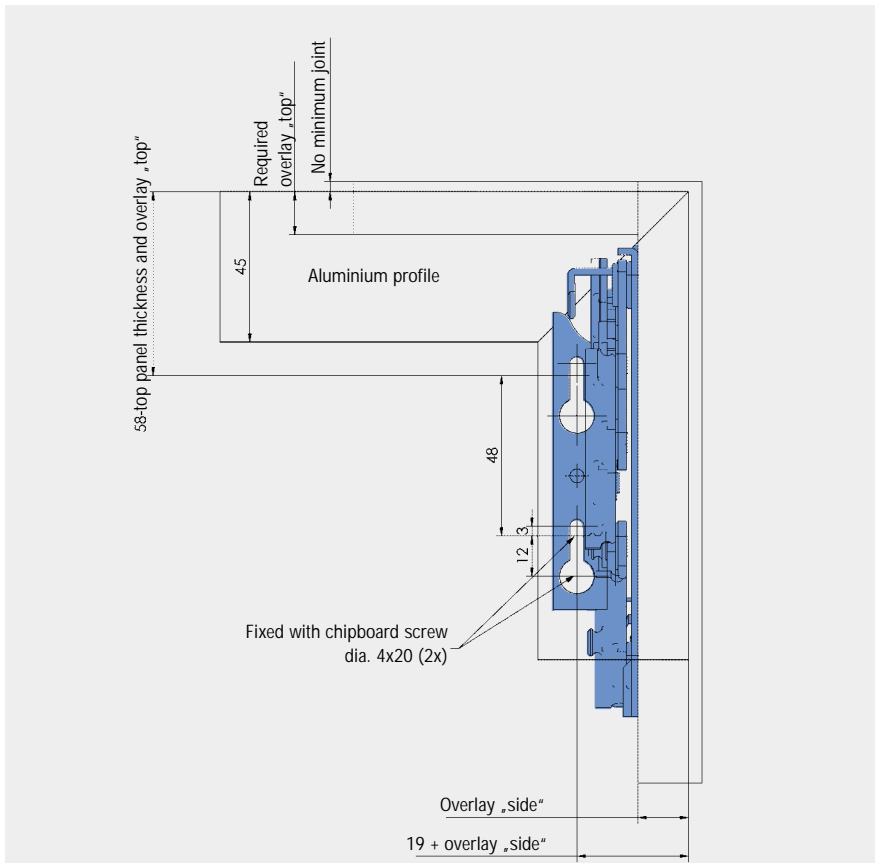 No minimum joint
Required
overlay „top“
58-top panel thickness and overlay „top“
45
Aluminium profile
48
3
12
Fixed with chipboard screw
dia. 4x20 (2x)
Overlay „side“
19 + overlay „side“